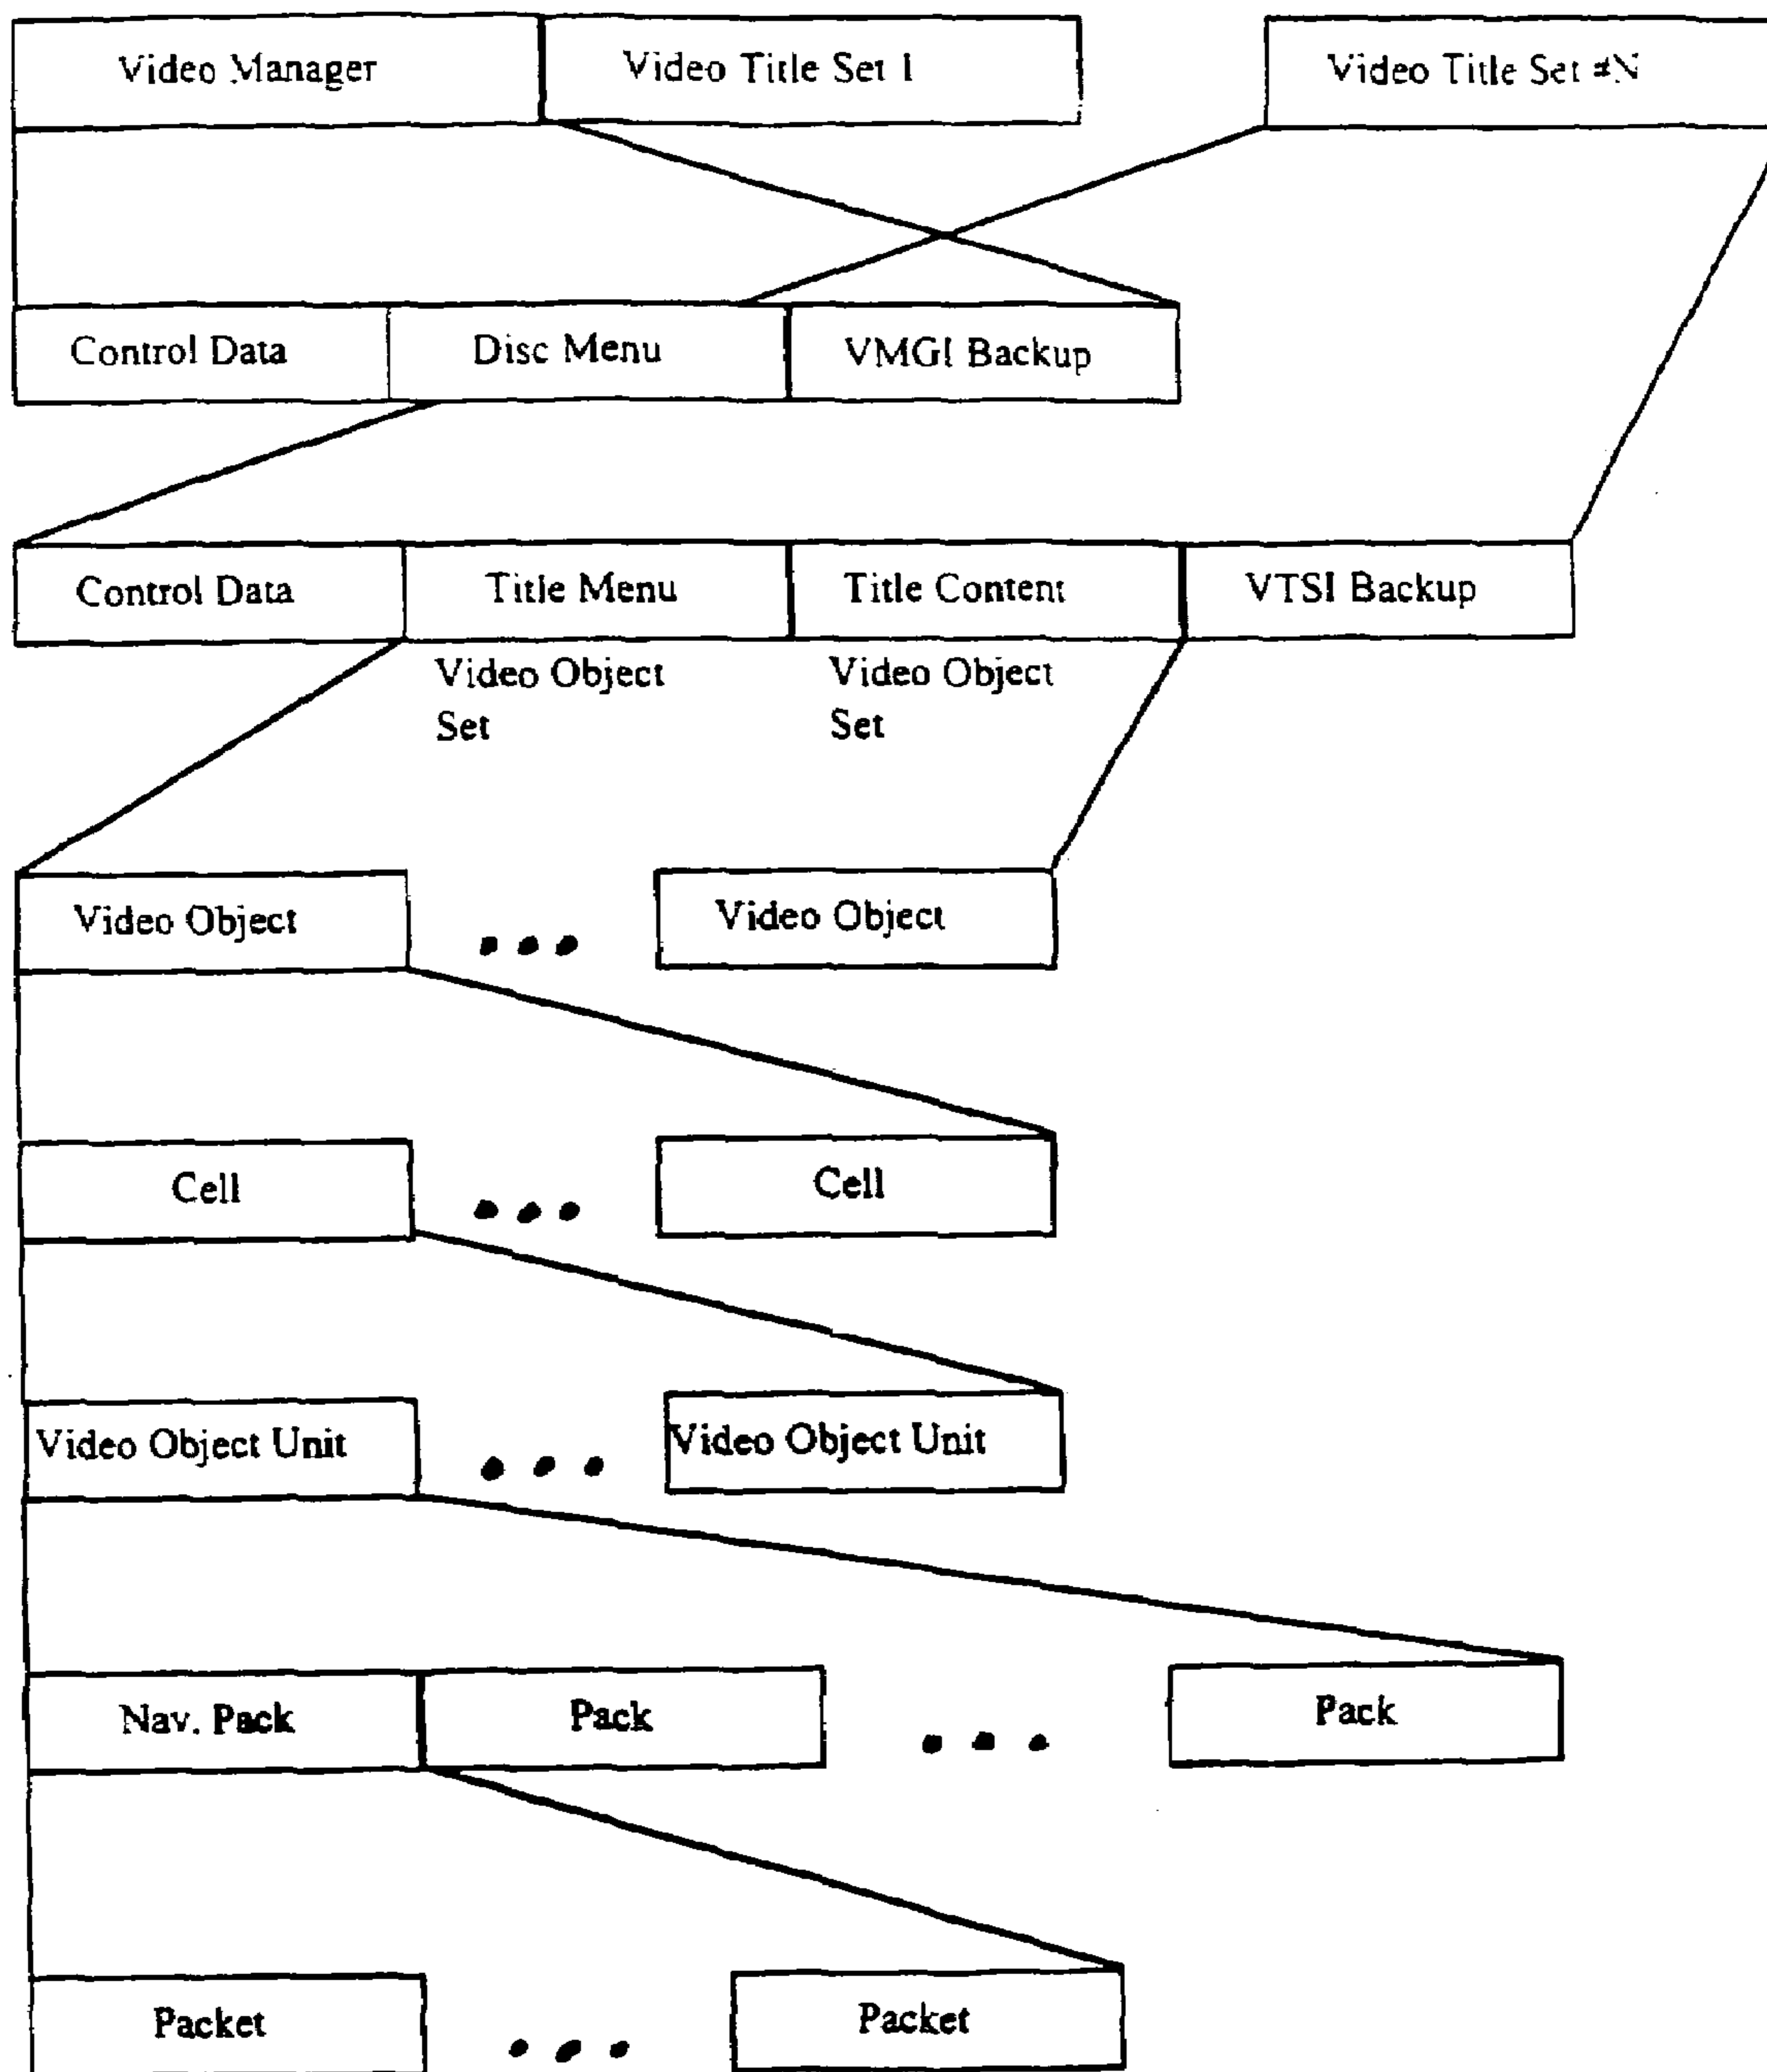 Video Manager
Video Title Set 1
Video Title Set #N
Control Data
Disc Menu
VMGI Backup
Control Data
Title Menu
Title Content
VTSI Backup
Video Object
Set
Video Object
Set
Video Object
Video Object
Cell
Cell
Video Object Unit
Video Object Unit
Nav. Pack
Pack
Pack
Packet
Packet